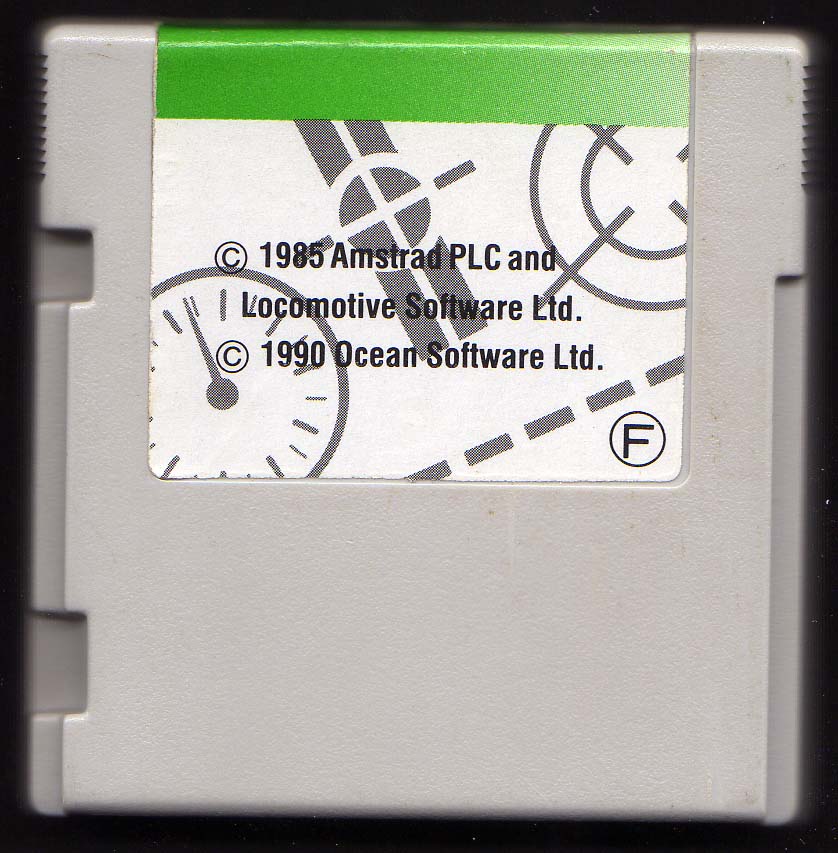 © 1985 Amstrad PLC and
Locomotive Software Ltd.
© 1990 Ocean Software Ltd.
F